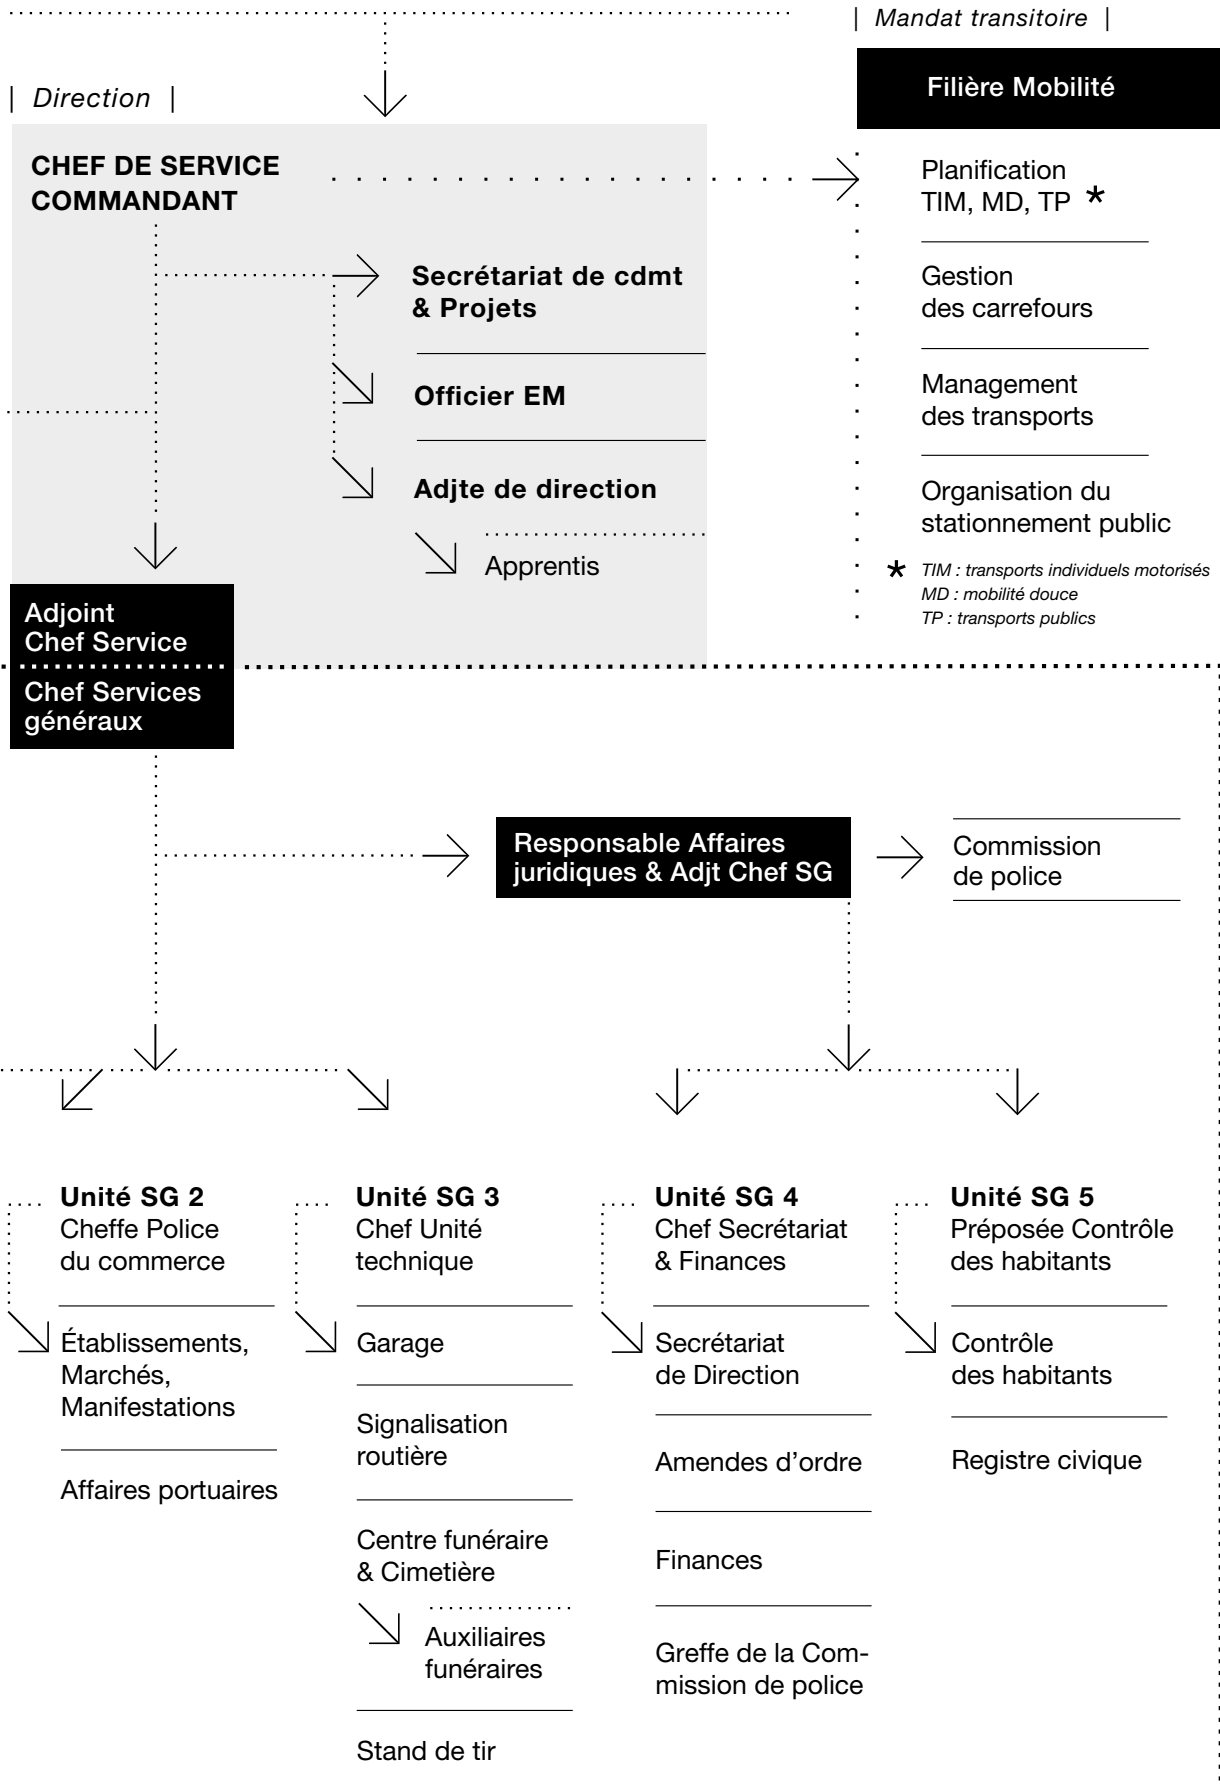 | Mandat transitoire |
Filière Mobilité
| Direction |
CHEF DE SERVICE
COMMANDANT
Planification
TIM, MD, TP *
Secrétariat de cdmt
& Projets
Gestion
des carrefours
Officier EM
Management
des transports
Adjte de direction
Organisation du
stationnement public
Apprentis
* TIM : transports individuels motorisés
MD : mobilité douce
TP : transports publics
Adjoint
Chef Service
Chef Services
généraux
Responsable Affaires
juridiques & Adjt Chef SG
Commission
de police
Unité SG 2
Cheffe Police
du commerce
Établissements,
Marchés,
Manifestations
Affaires portuaires
Unité SG 3
Chef Unité
technique
Garage
Signalisation
routière
Centre funéraire
& Cimetière
Auxiliaires
funéraires
Stand de tir
Unité SG 4
Chef Secrétariat
& Finances
Secrétariat
de Direction
Amendes d’ordre
Finances
Greffe de la Com-
mission de police
Unité SG 5
Préposée Contrôle
des habitants
Contrôle
des habitants
Registre civique